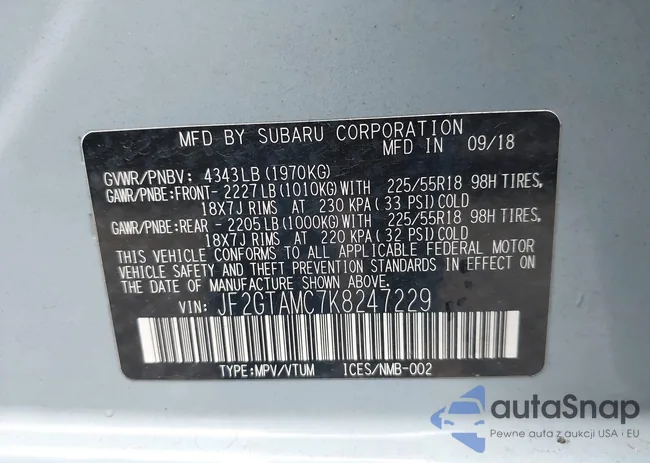 MFD BY SUBARU CORPORATION
MFD IN 09/18
GVWR/PNBV: 4343LB (1970KG)
GAWR/PNBE:FRONT- 2227LB (1010KG)WITH 225/55R18 98H TIRES,
18X7J RIMS AT 230 KPA (33 PSI) COLD
GAWR/PNBE:REAR - 2205LB (1000KG)WITH 225/55R18 98H TIRES,
18X7J RIMS AT 220 KPA (32 PSI) COLD
THIS VEHICLE CONFORMS TO ALL APPLICABLE FEDERAL MOTOR
VEHICLE SAFETY AND THEFT PREVENTION STANDARDS IN EFFECT ON
THE DATE OF MANUFACTURE SHOWN ABOVE.
VIN: JF2GTAMC7K8247229
TYPE:MPV/VTUM ICES/NMB-002
autoSnap
Pewne auta z aukcji USA i EU